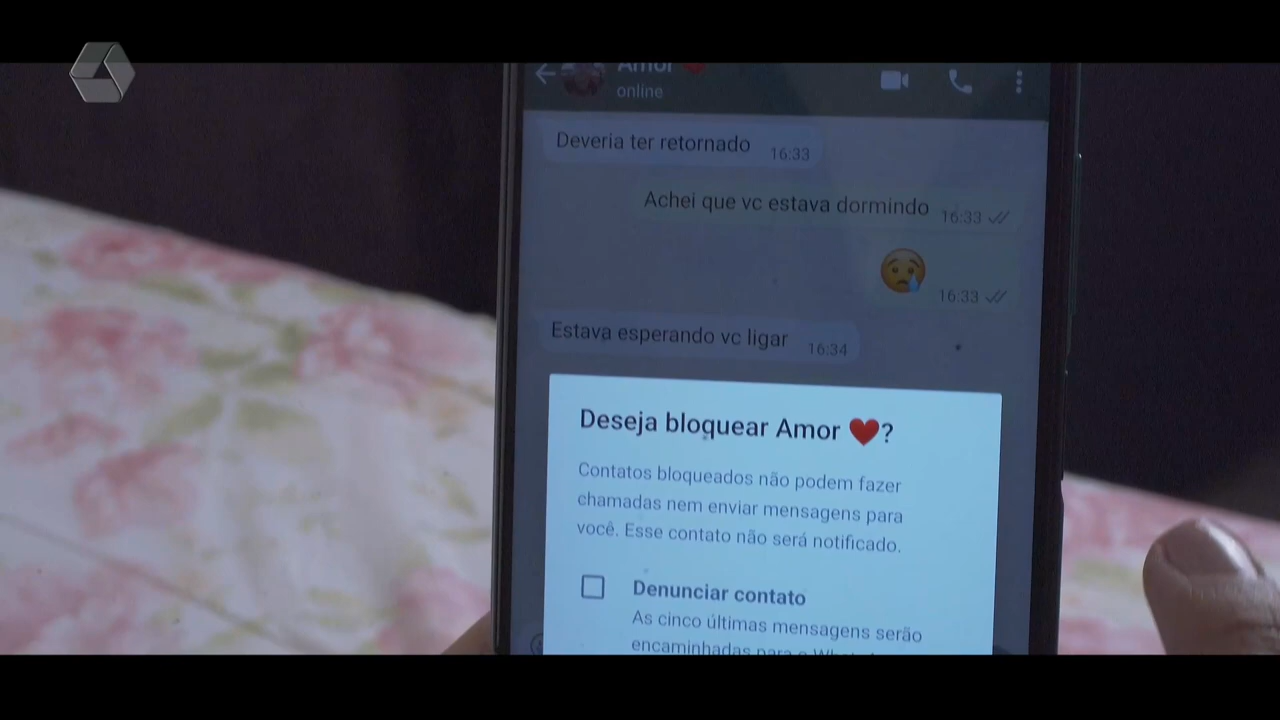 Amor ❤️
online
Deveria ter retornado 16:33
Achei que vc estava dormindo 16:33
😢 16:33
Estava esperando vc ligar 16:34
Deseja bloquear Amor ❤️?
Contatos bloqueados não podem fazer
chamadas nem enviar mensagens para
você. Esse contato não será notificado.
Denunciar contato
As cinco últimas mensagens serão
encaminhadas para o